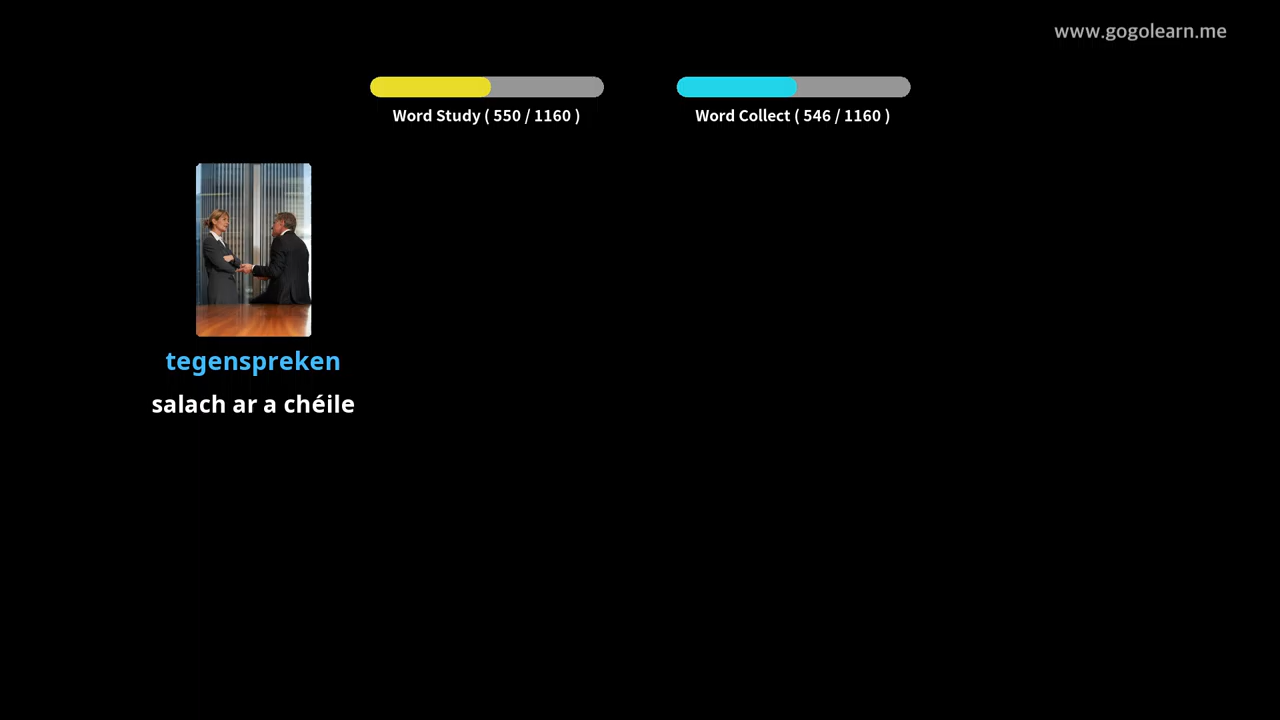 www.gogolearn.me
Word Study ( 550 / 1160 )
Word Collect ( 546 / 1160 )
tegenspreken
salach ar a chéile